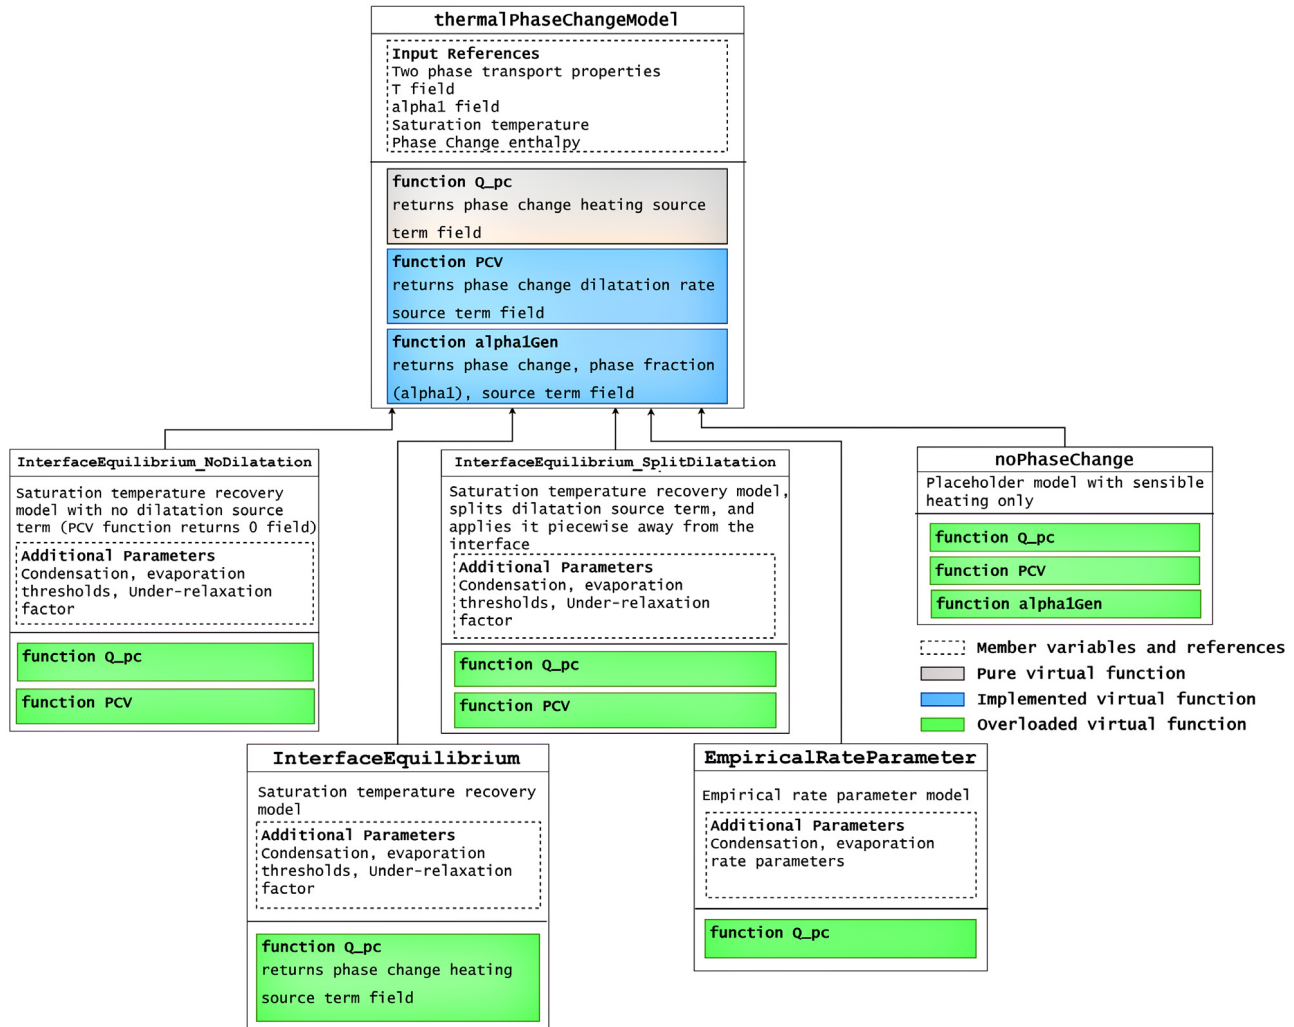 thermalPhaseChangeModel
Input References
Two phase transport properties
T field
alpha1 field
Saturation temperature
Phase Change enthalpy
function Q_pc
returns phase change heating source
term field
function PCV
returns phase change dilatation rate
source term field
function alpha1Gen
returns phase change, phase fraction
(alpha1), source term field
InterfaceEquilibrium_NoDilatation
Saturation temperature recovery
model with no dilatation source
term (PCV function returns 0 field)
Additional Parameters
Condensation, evaporation
thresholds, Under-relaxation
factor
function Q_pc
function PCV
InterfaceEquilibrium_SplitDilatation
Saturation temperature recovery model,
splits dilatation source term, and
applies it piecewise away from the
interface
Additional Parameters
Condensation, evaporation
thresholds, Under-relaxation
factor
function Q_pc
function PCV
noPhaseChange
Placeholder model with sensible
heating only
function Q_pc
function PCV
function alpha1Gen
Member variables and references
Pure virtual function
Implemented virtual function
Overloaded virtual function
InterfaceEquilibrium
Saturation temperature recovery
model
Additional Parameters
Condensation, evaporation
thresholds, Under-relaxation
factor
function Q_pc
returns phase change heating
source term field
EmpiricalRateParameter
Empirical rate parameter model
Additional Parameters
Condensation, evaporation
rate parameters
function Q_pc